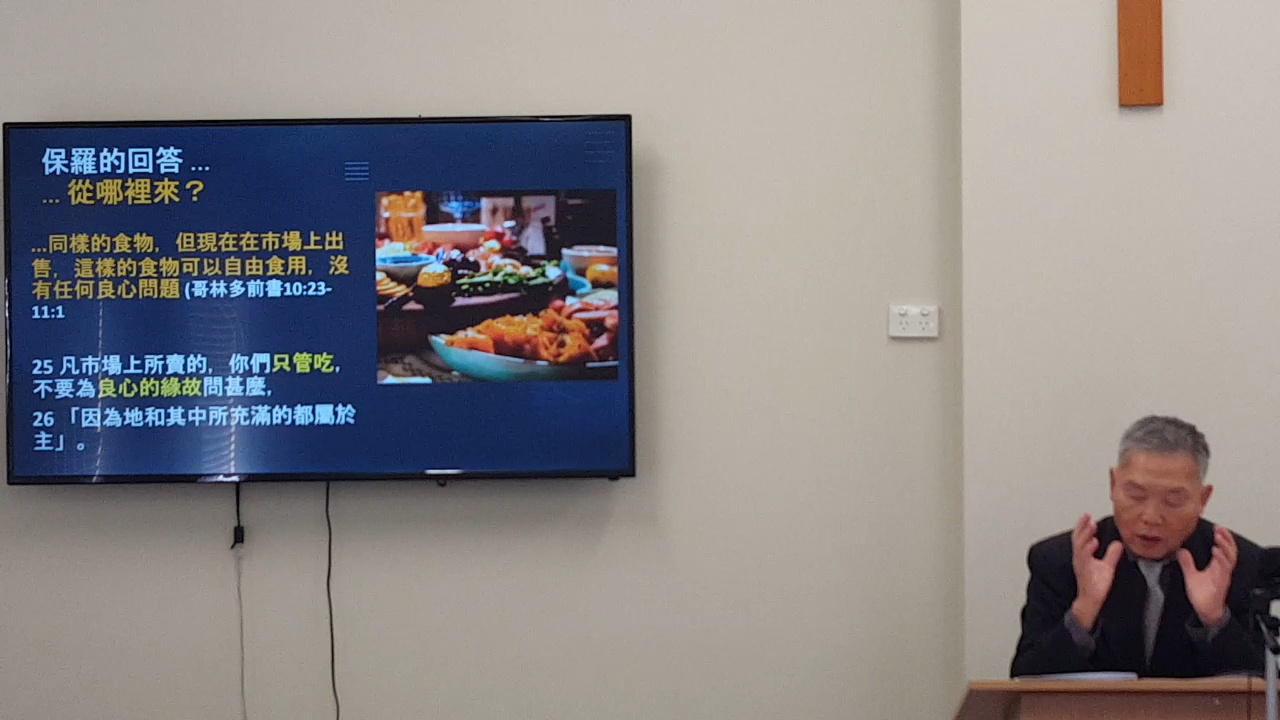 保羅的回答 ...
... 從哪裡來？
...同樣的食物，但現在在市場上出
售，這樣的食物可以自由食用，沒
有任何良心問題 (哥林多前書10:23-
11:1
25 凡市場上所賣的，你們只管吃，
不要為良心的緣故問甚麼，
26 「因為地和其中所充滿的都屬於
主」。